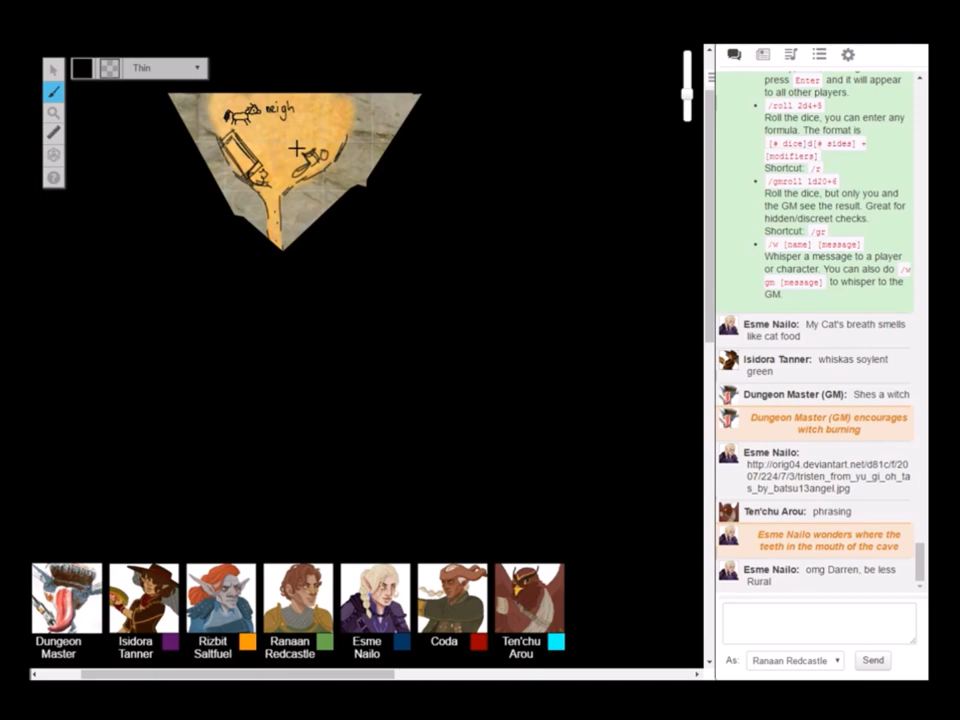 Thin
neigh
press Enter and it will appear
to all other players.
/roll 2d4+5
Roll the dice, you can enter any
formula. The format is
[# dice]d[# sides] +
[modifiers]
Shortcut: /r
/gmroll 1d20+6
Roll the dice, but only you and
the GM see the result. Great for
hidden/discreet checks.
Shortcut: /gr
/w [name] [message]
Whisper a message to a player
or character. You can also do /w
gm [message] to whisper to the
GM.
Esme Nailo: My Cat's breath smells
like cat food
Isidora Tanner: whiskas soylent
green
Dungeon Master (GM): Shes a witch
Dungeon Master (GM) encourages
witch burning
Esme Nailo:
http://orig04.deviantart.net/d81c/f/20
07/224/7/3/tristen_from_yu_gi_oh_ta
s_by_batsu13angel.jpg
Ten'chu Arou: phrasing
Esme Nailo wonders where the
teeth in the mouth of the cave
Esme Nailo: omg Darren, be less
Rural
As: Ranaan Redcastle
Send
Dungeon
Master
Isidora
Tanner
Rizbit
Saltfuel
Ranaan
Redcastle
Esme
Nailo
Coda
Ten'chu
Arou